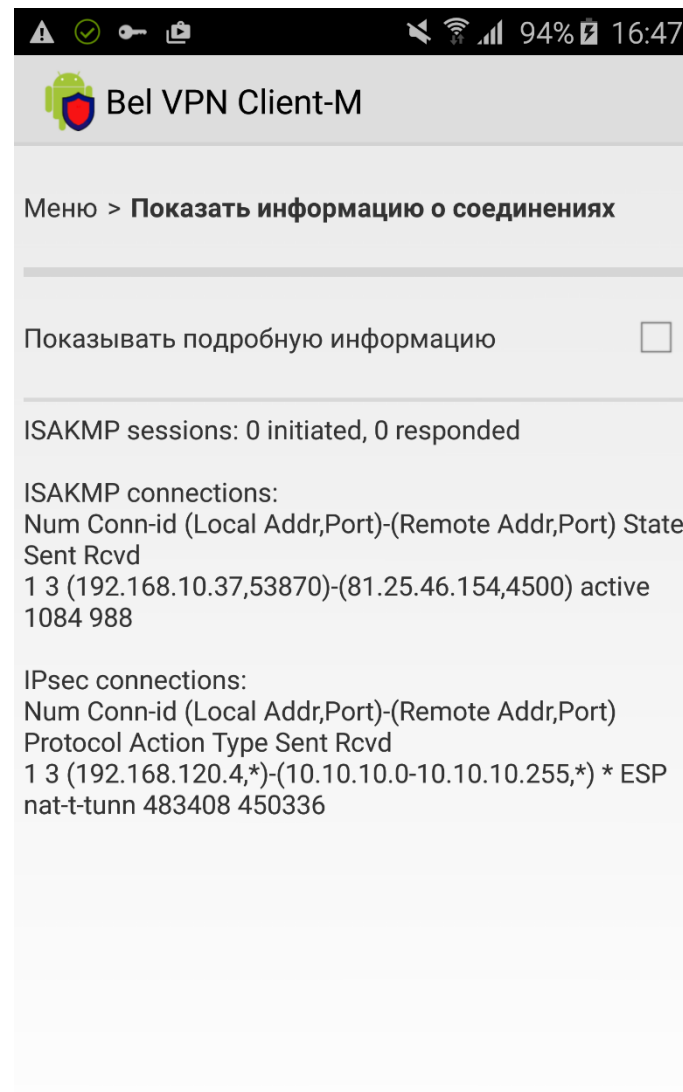 94% 16:47
Bel VPN Client-M
Меню > Показать информацию о соединениях
Показывать подробную информацию
ISAKMP sessions: 0 initiated, 0 responded
ISAKMP connections:
Num Conn-id (Local Addr,Port)-(Remote Addr,Port) State
Sent Rcvd
1 3 (192.168.10.37,53870)-(81.25.46.154,4500) active
1084 988
IPsec connections:
Num Conn-id (Local Addr,Port)-(Remote Addr,Port)
Protocol Action Type Sent Rcvd
1 3 (192.168.120.4,*)-(10.10.10.0-10.10.10.255,*) * ESP
nat-t-tunn 483408 450336